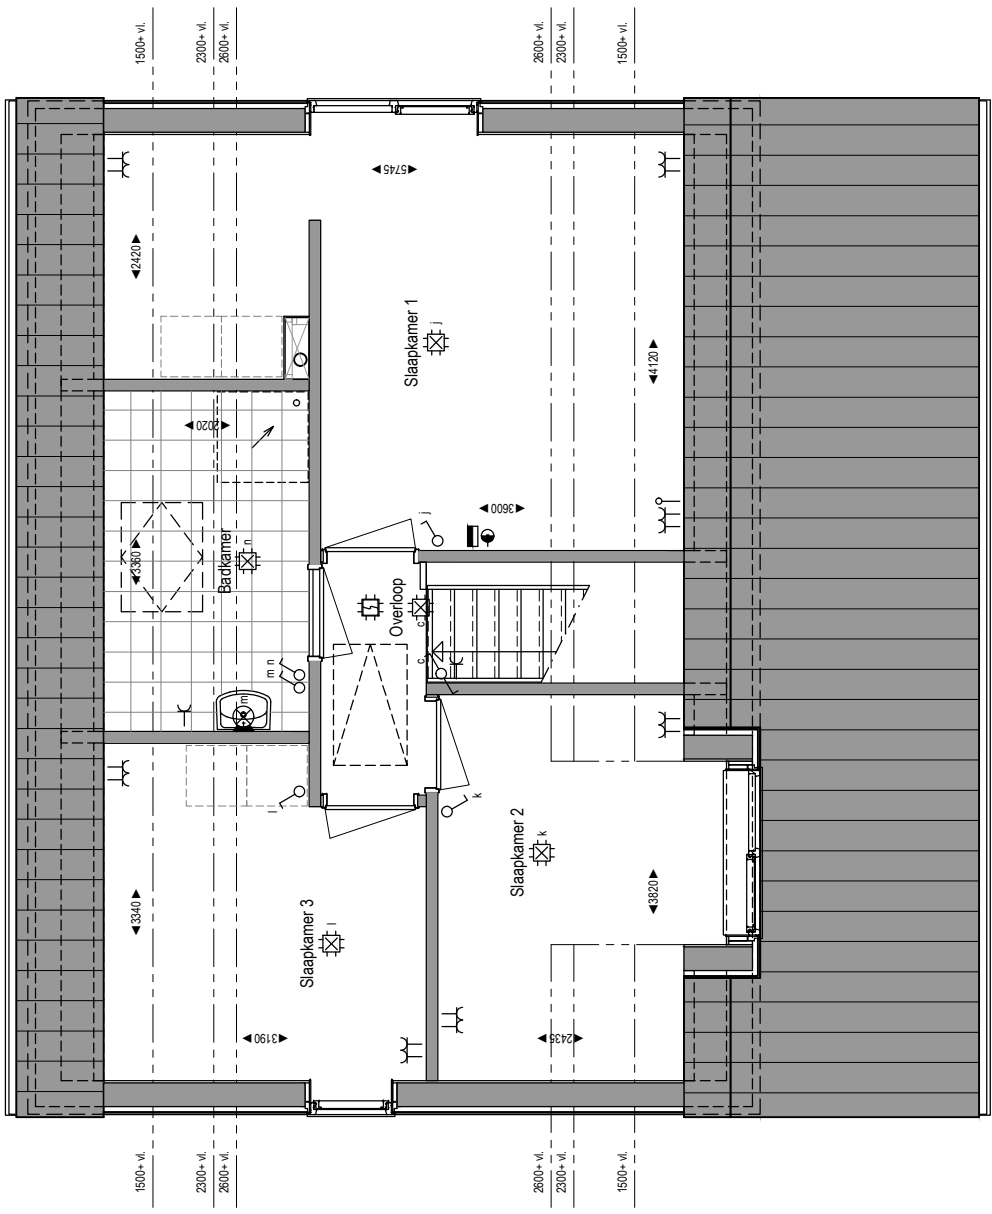 1500+ vl.
2300+ vl.
2600+ vl.
2600+ vl.
2300+ vl.
1500+ vl.
5745
2420
Slaapkamer 1
j
4120
2020
3600
j
3360
Badkamer
n
Overloop
c
c
m n
m
l
k
Slaapkamer 2
k
3820
3340
Slaapkamer 3
l
3190
2435
1500+ vl.
2300+ vl.
2600+ vl.
2600+ vl.
2300+ vl.
1500+ vl.